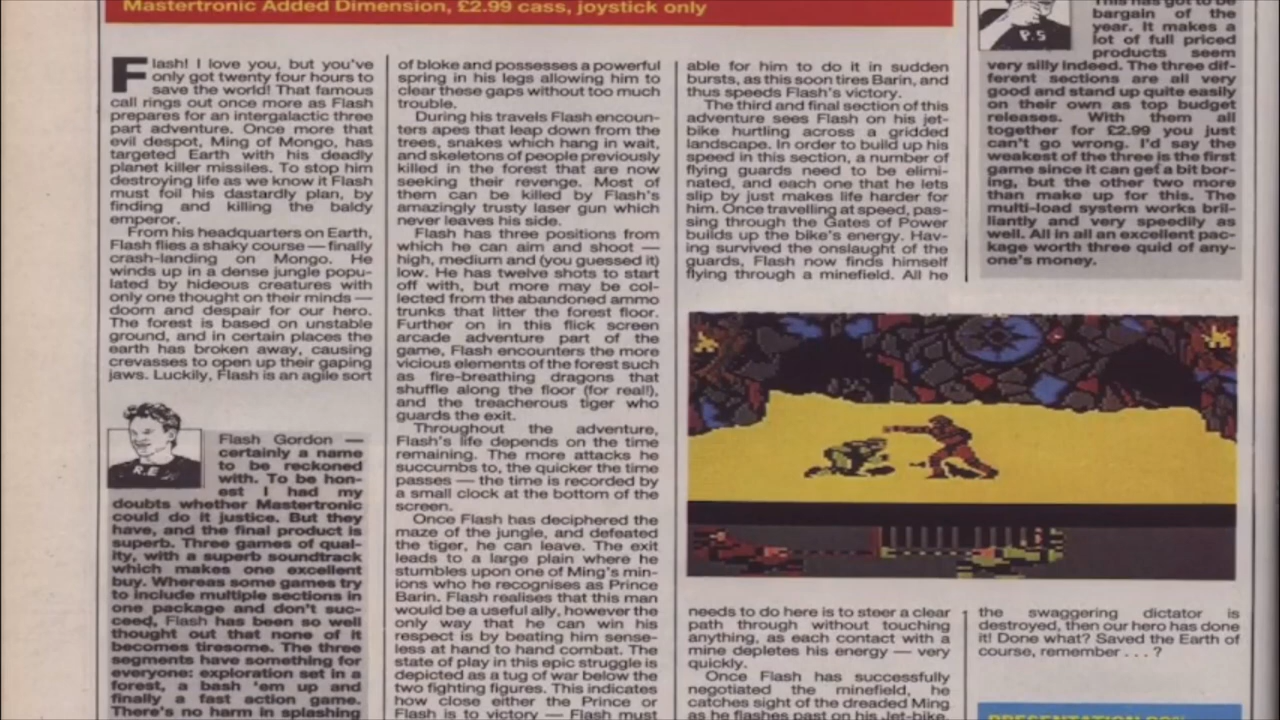 Mastertronic Added Dimension, £2.99 cass, joystick only
Flash! I love you, but you've
only got twenty four hours to
save the world! That famous
call rings out once more as Flash
prepares for an intergalactic three
part adventure. Once more that
evil despot, Ming of Mongo, has
targeted Earth with his deadly
planet killer missiles. To stop him
destroying life as we know it Flash
must foil his dastardly plan, by
finding and killing the baldy
emperor.
From his headquarters on Earth,
Flash flies a shaky course — finally
crash-landing on Mongo. He
winds up in a dense jungle popu-
lated by hideous creatures with
only one thought on their minds —
doom and despair for our hero.
The forest is based on unstable
ground, and in certain places the
earth has broken away, causing
crevasses to open up their gaping
jaws. Luckily, Flash is an agile sort
R.E
Flash Gordon —
certainly a name
to be reckoned
with. To be hon-
est I had my
doubts whether Mastertronic
could do it justice. But they
have, and the final product is
superb. Three games of qual-
ity, with a superb soundtrack
which makes one excellent
buy. Whereas some games try
to include multiple sections in
one package and don't suc-
ceed, Flash has been so well
thought out that none of it
becomes tiresome. The three
segments have something for
everyone: exploration set in a
forest, a bash 'em up and
finally a fast action game.
There's no harm in splashing
of bloke and possesses a powerful
spring in his legs allowing him to
clear these gaps without too much
trouble.
During his travels Flash encoun-
ters apes that leap down from the
trees, snakes which hang in wait,
and skeletons of people previously
killed in the forest that are now
seeking their revenge. Most of
them can be killed by Flash's
amazingly trusty laser gun which
never leaves his side.
Flash has three positions from
which he can aim and shoot —
high, medium and (you guessed it)
low. He has twelve shots to start
off with, but more may be col-
lected from the abandoned ammo
trunks that litter the forest floor.
Further on in this flick screen
arcade adventure part of the
game, Flash encounters the more
vicious elements of the forest such
as fire-breathing dragons that
shuffle along the floor (for real!),
and the treacherous tiger who
guards the exit.
Throughout the adventure,
Flash's life depends on the time
remaining. The more attacks he
succumbs to, the quicker the time
passes — the time is recorded by
a small clock at the bottom of the
screen.
Once Flash has deciphered the
maze of the jungle, and defeated
the tiger, he can leave. The exit
leads to a large plain where he
stumbles upon one of Ming's min-
ions who he recognises as Prince
Barin. Flash realises that this man
would be a useful ally, however the
only way that he can win his
respect is by beating him sense-
less at hand to hand combat. The
state of play in this epic struggle is
depicted as a tug of war below the
two fighting figures. This indicates
how close either the Prince or
Flash is to victory — Flash must
able for him to do it in sudden
bursts, as this soon tires Barin, and
thus speeds Flash's victory.
The third and final section of this
adventure sees Flash on his jet-
bike hurtling across a gridded
landscape. In order to build up his
speed in this section, a number of
flying guards need to be elimi-
nated, and each one that he lets
slip by just makes life harder for
him. Once travelling at speed, pas-
sing through the Gates of Power
builds up the bike's energy. Hav-
ing survived the onslaught of the
guards, Flash now finds himself
flying through a minefield. All he
needs to do here is to steer a clear
path through without touching
anything, as each contact with a
mine depletes his energy — very
quickly.
Once Flash has successfully
negotiated the minefield, he
catches sight of the dreaded Ming
as he flashes past on his Jet-bike.
P.S
This has got to be
bargain of the
year. It makes a
lot of full priced
products seem
very silly indeed. The three dif-
ferent sections are all very
good and stand up quite easily
on their own as top budget
releases. With them all
together for £2.99 you just
can't go wrong. I'd say the
weakest of the three is the first
game since it can get a bit bor-
ing, but the other two more
than make up for this. The
multi-load system works bril-
liantly and very speedily as
well. All in all an excellent pac-
kage worth three quid of any-
one's money.
the swaggering dictator is
destroyed, then our hero has done
it! Done what? Saved the Earth of
course, remember . . . ?
PRESENTATION